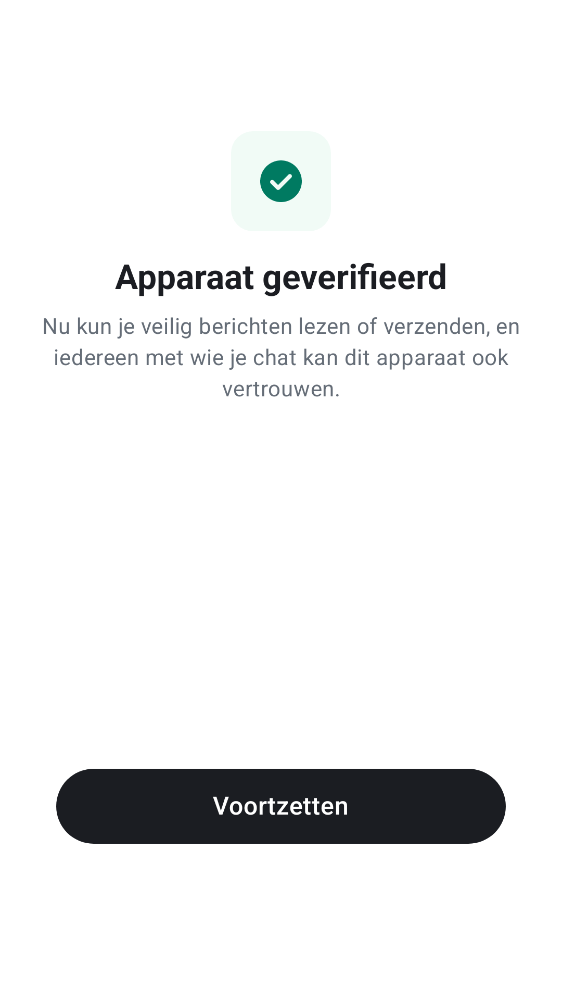 Apparaat geverifieerd
Nu kun je veilig berichten lezen of verzenden, en
iedereen met wie je chat kan dit apparaat ook
vertrouwen.
Voortzetten